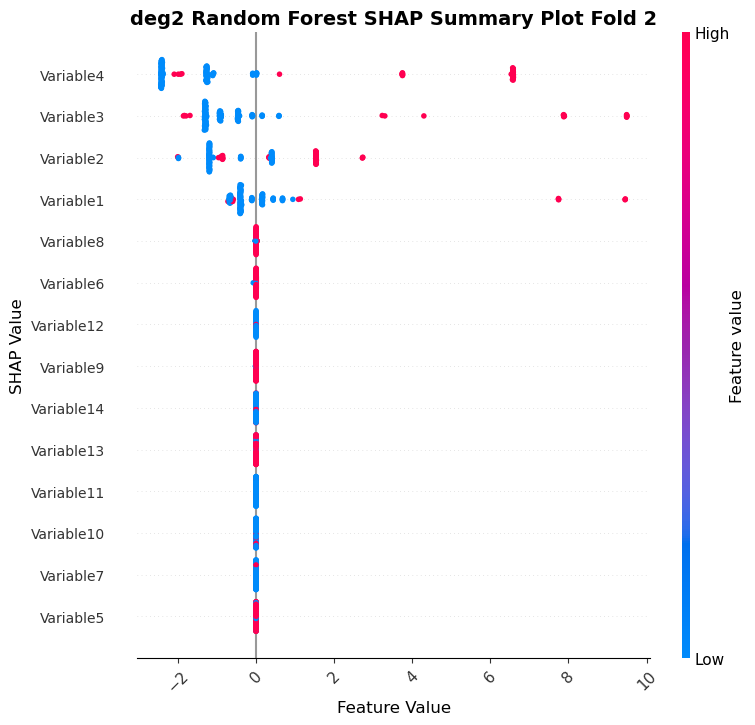 deg2 Random Forest SHAP Summary Plot Fold 2
High
Variable4
Variable3
Variable2
Variable1
Variable8
Variable6
Variable12
Variable9
Variable14
Variable13
Variable11
Variable10
Variable7
Variable5
SHAP Value
Feature value
Low
−2
0
2
4
6
8
10
Feature Value